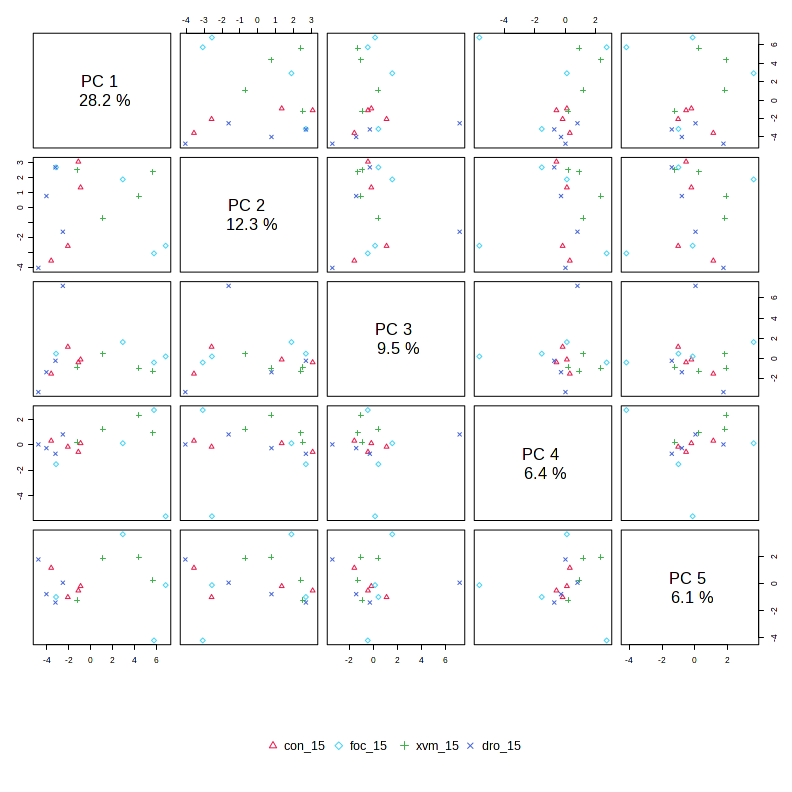 -4 -3 -2 -1 0 1 2 3
-4 0 2
PC 1
28.2 %
-4 -2 0 2 4 6
-4 -2 0 1 2 3
PC 2
12.3 %
PC 3
9.5 %
-2 0 2 4 6
-4 -2 0 2
PC 4
6.4 %
PC 5
6.1 %
-4 -2 0 2
-4 -2 0 2 4 6
-2 0 2 4 6
-4 -2 0 2
con_15 foc_15 xvm_15 dro_15